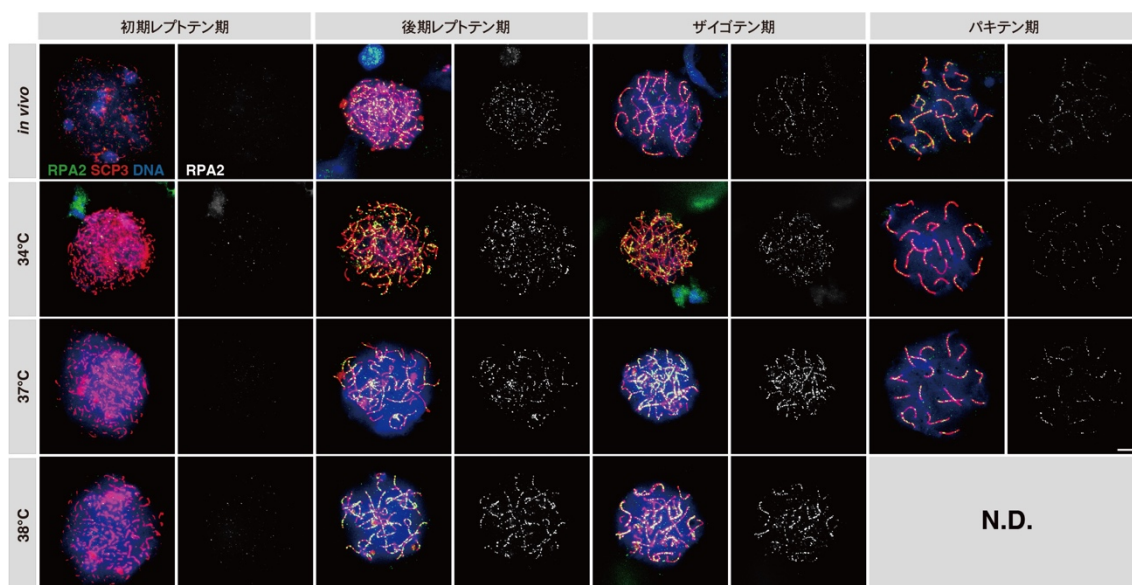 初期レプトテン期
後期レプトテン期
ザイゴテン期
パキテン期
in vivo
RPA2 SCP3 DNA
RPA2
34°C
37°C
38°C
N.D.